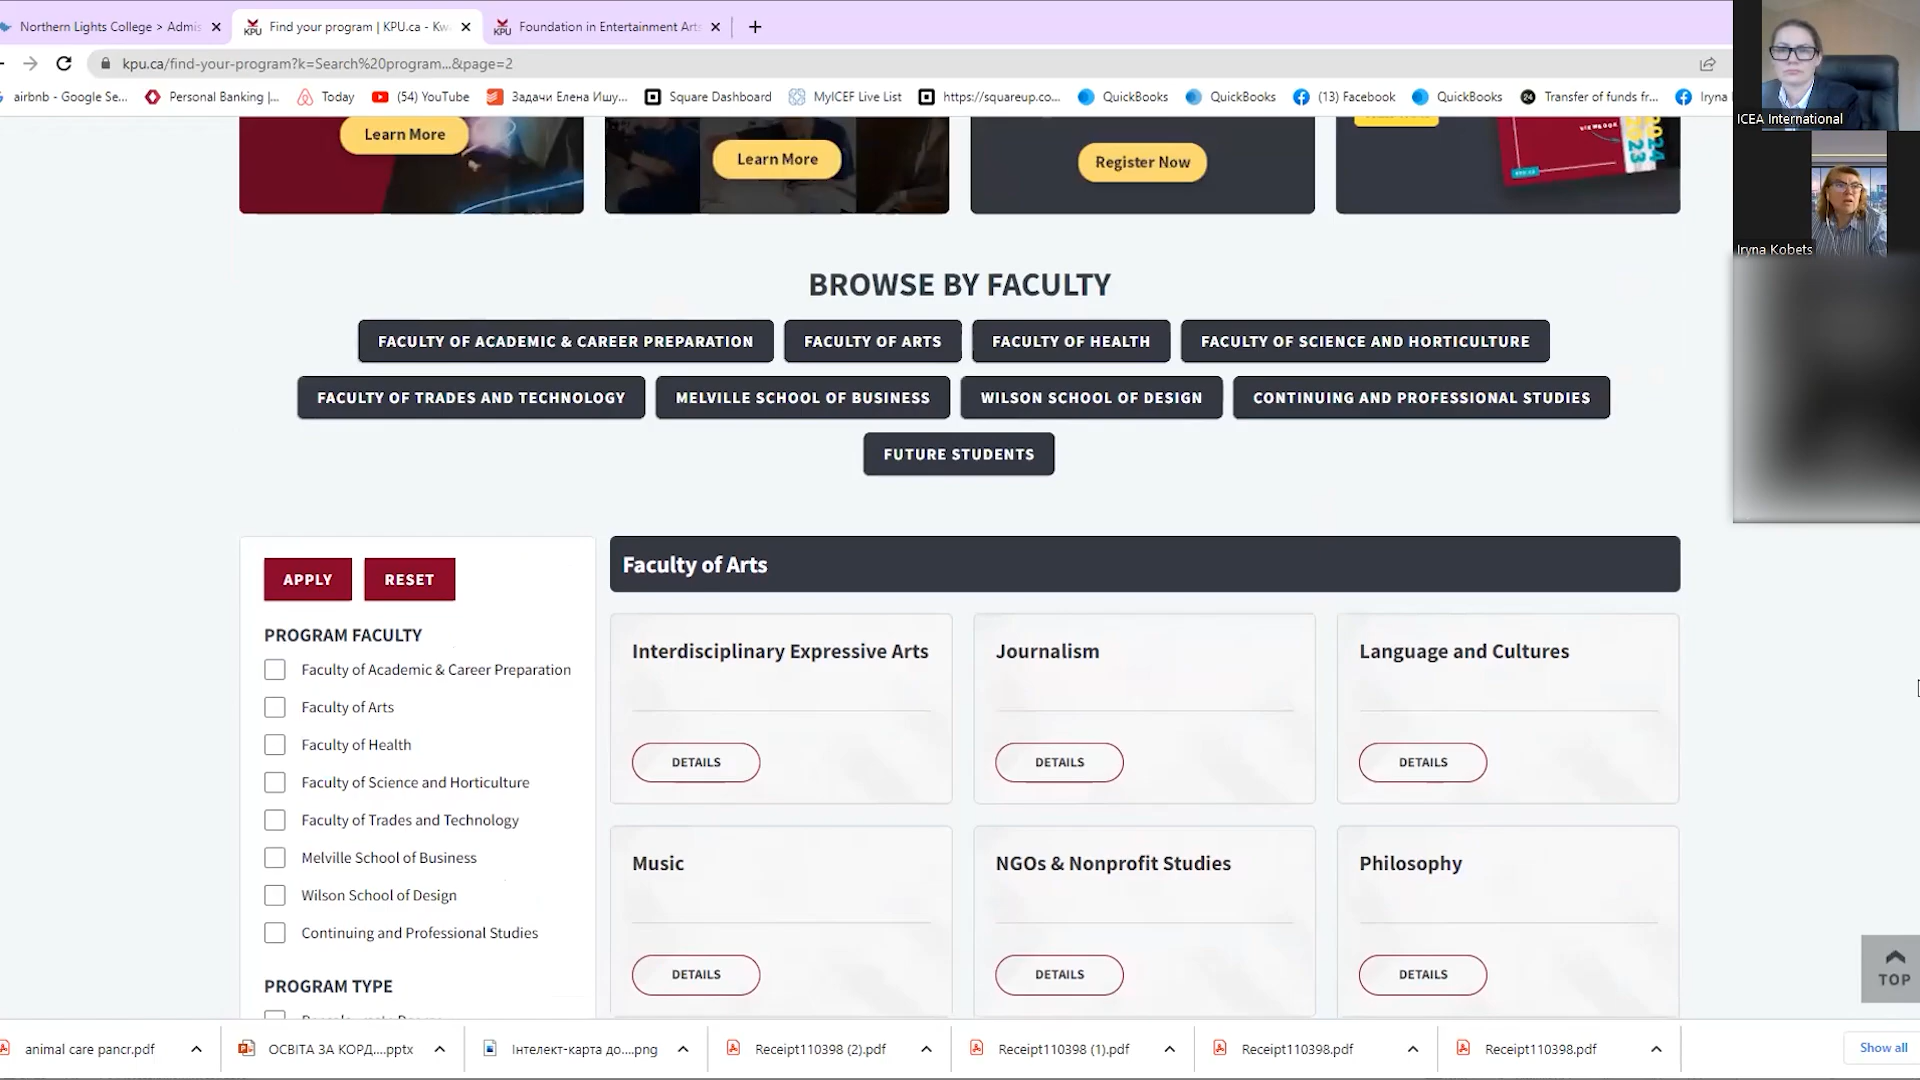 Northern Lights College > Admis
Find your program | KPU.ca - Kw
Foundation in Entertainment Arts
kpu.ca/find-your-program?k=Search%20program...&page=2
airbnb - Google Se...
Personal Banking |...
Today
(54) YouTube
Задачи Елена Ишу...
Square Dashboard
MyICEF Live List
https://squareup.co...
QuickBooks
QuickBooks
(13) Facebook
QuickBooks
Transfer of funds fr...
Iryna
ICEA International
Iryna Kobets
Learn More
Learn More
Register Now
VIEWBOOK
2023
2024
BROWSE BY FACULTY
FACULTY OF ACADEMIC & CAREER PREPARATION
FACULTY OF ARTS
FACULTY OF HEALTH
FACULTY OF SCIENCE AND HORTICULTURE
FACULTY OF TRADES AND TECHNOLOGY
MELVILLE SCHOOL OF BUSINESS
WILSON SCHOOL OF DESIGN
CONTINUING AND PROFESSIONAL STUDIES
FUTURE STUDENTS
APPLY
RESET
PROGRAM FACULTY
Faculty of Academic & Career Preparation
Faculty of Arts
Faculty of Health
Faculty of Science and Horticulture
Faculty of Trades and Technology
Melville School of Business
Wilson School of Design
Continuing and Professional Studies
PROGRAM TYPE
Faculty of Arts
Interdisciplinary Expressive Arts
DETAILS
Journalism
DETAILS
Language and Cultures
DETAILS
Music
DETAILS
NGOs & Nonprofit Studies
DETAILS
Philosophy
DETAILS
TOP
animal care pancr.pdf
ОСВІТА ЗА КОРД....pptx
Інтелект-карта до....png
Receipt110398 (2).pdf
Receipt110398 (1).pdf
Receipt110398.pdf
Receipt110398.pdf
Show all